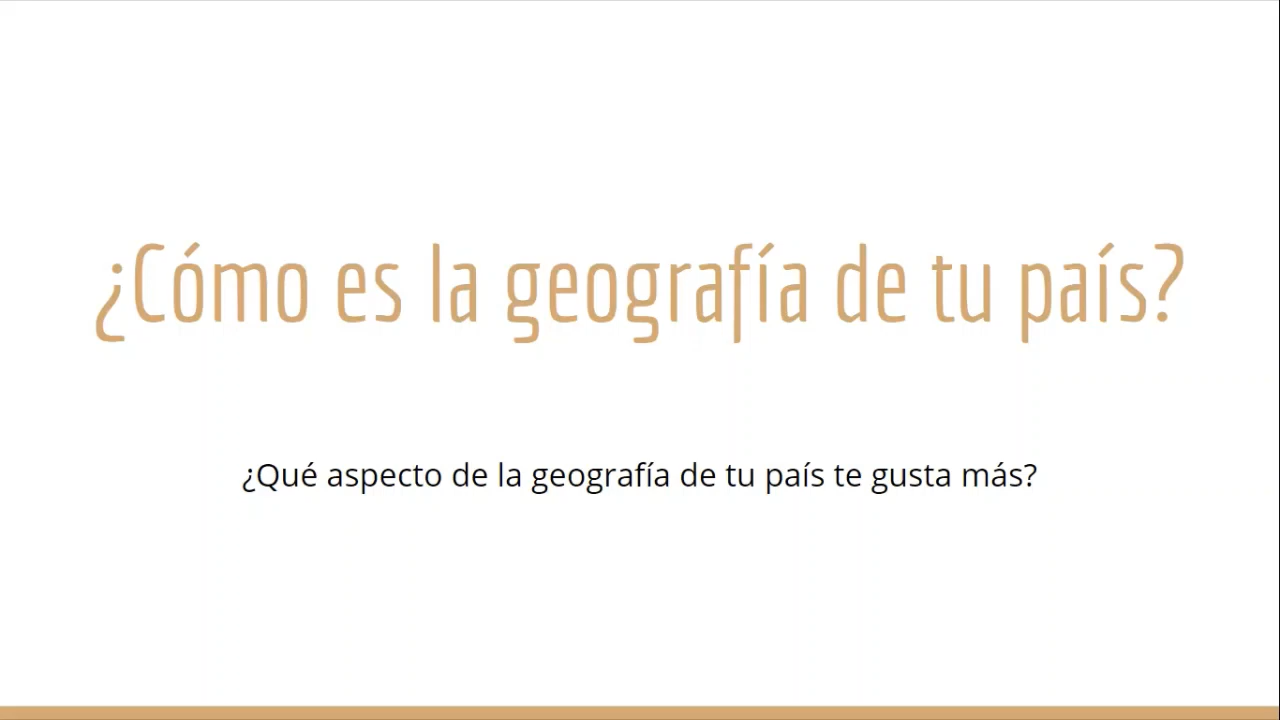 ¿Cómo es la geografía de tu país?
¿Qué aspecto de la geografía de tu país te gusta más?